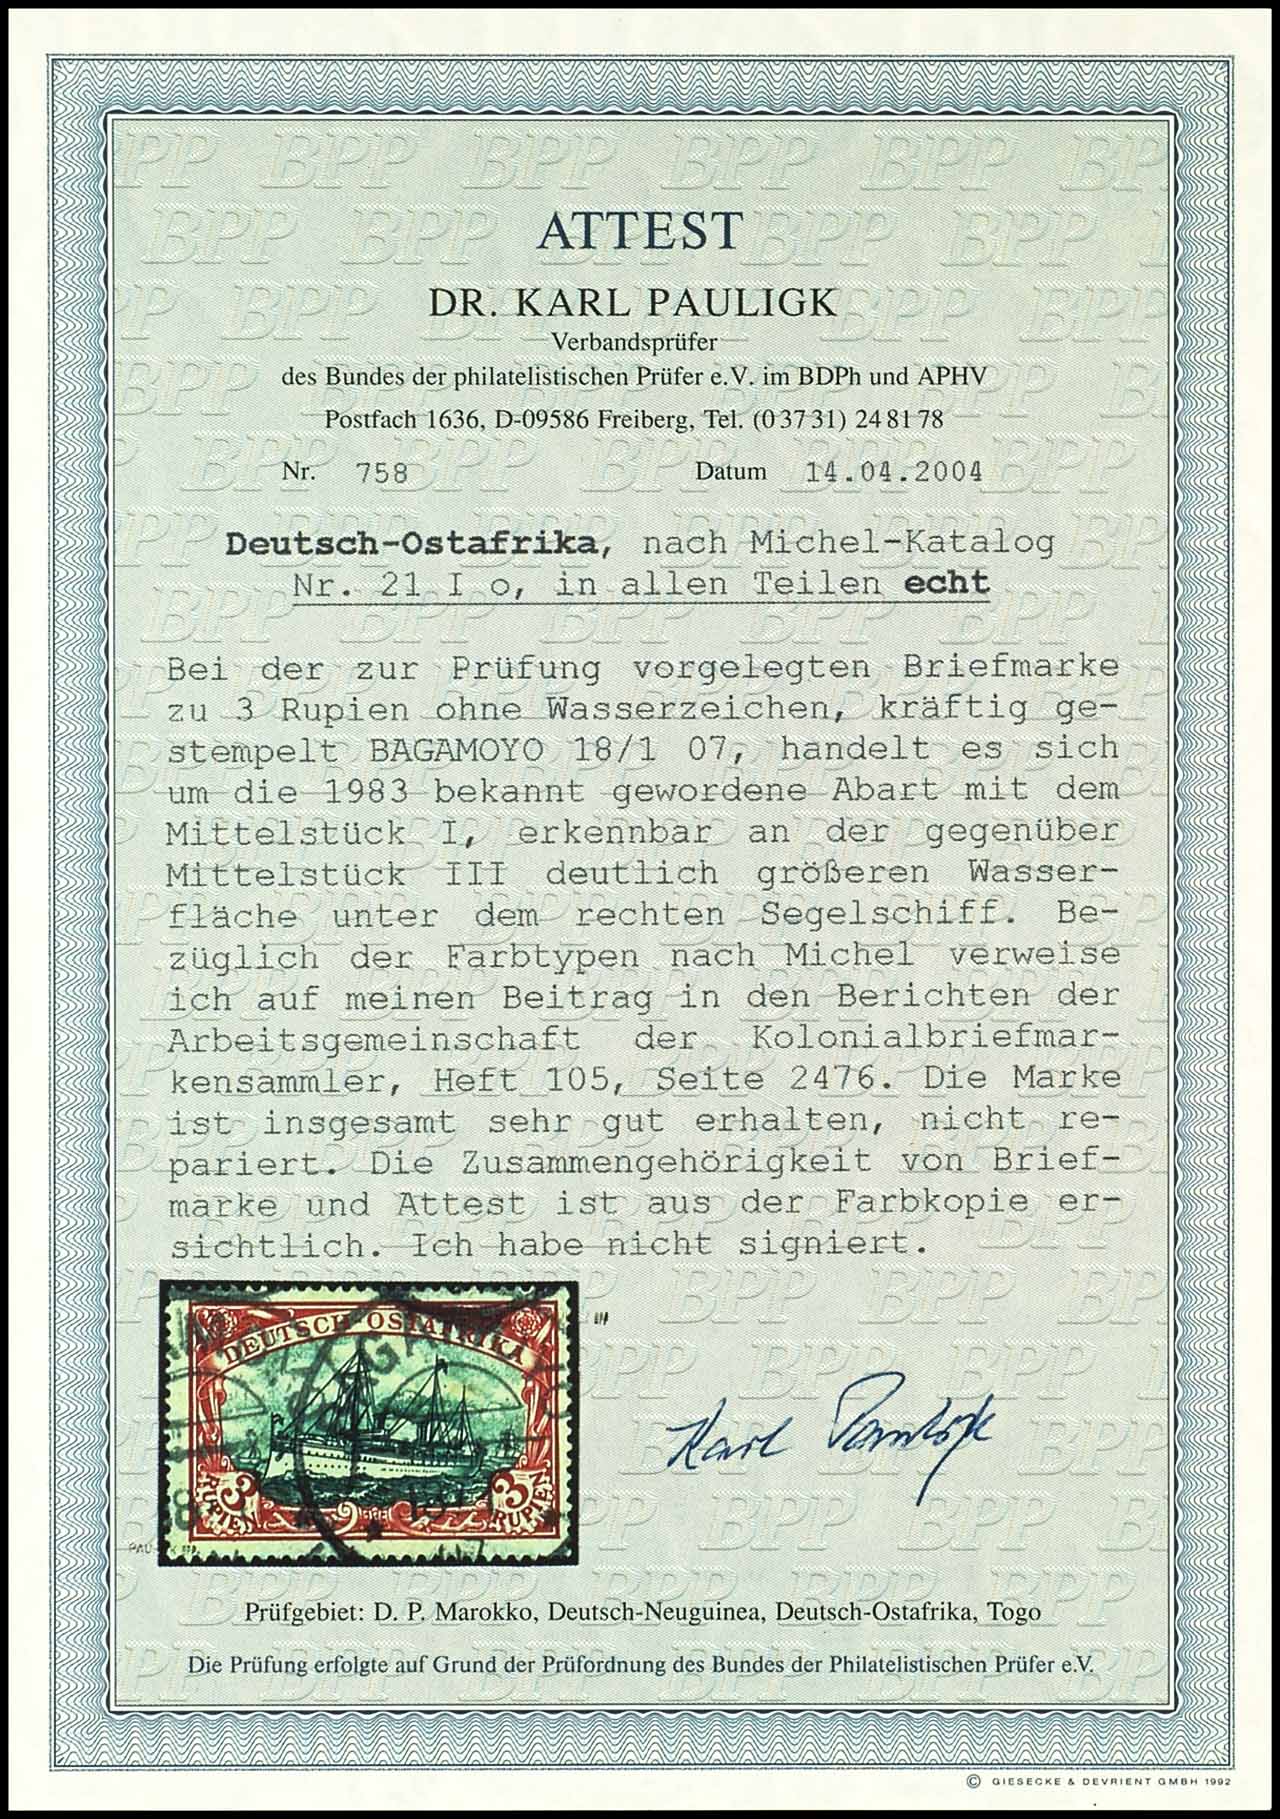 ATTEST
DR. KARL PAULIGK
Verbandsprüfer
des Bundes der philatelistischen Prüfer e.V. im BDPh und APHV
Postfach 1636, D-09586 Freiberg, Tel. (0 37 31) 24 81 78
Nr. 758 Datum 14.04.2004
Deutsch-Ostafrika, nach Michel-Katalog
Nr. 21 I o, in allen Teilen echt
Bei der zur Prüfung vorgelegten Briefmarke
zu 3 Rupien ohne Wasserzeichen, kräftig ge-
stempelt BAGAMOYO 18/1 07, handelt es sich
um die 1983 bekannt gewordene Abart mit dem
Mittelstück I, erkennbar an der gegenüber
Mittelstück III deutlich größeren Wasser-
fläche unter dem rechten Segelschiff. Be-
züglich der Farbtypen nach Michel verweise
ich auf meinen Beitrag in den Berichten der
Arbeitsgemeinschaft der Kolonialbriefmar-
kensammler, Heft 105, Seite 2476. Die Marke
ist insgesamt sehr gut erhalten, nicht re-
pariert. Die Zusammengehörigkeit von Brief-
marke und Attest ist aus der Farbkopie er-
sichtlich. Ich habe nicht signiert.
DEUTSCH-OSTAFRIKA
3 RUPIEN 3 RUPIEN
Karl Pauligk
Prüfgebiet: D. P. Marokko, Deutsch-Neuguinea, Deutsch-Ostafrika, Togo
Die Prüfung erfolgte auf Grund der Prüfordnung des Bundes der Philatelistischen Prüfer e.V.
© GIESECKE & DEVRIENT GMBH 1992